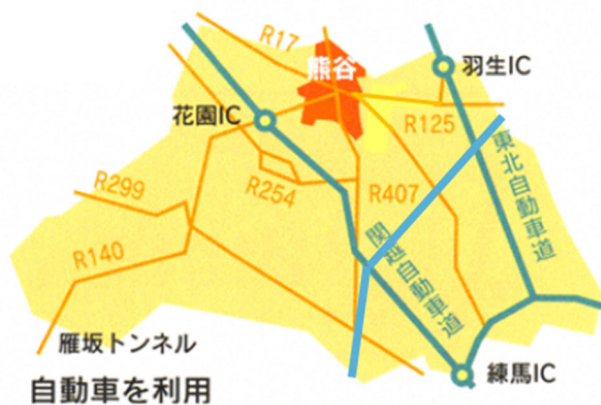 R17
熊谷
羽生IC
花園IC
R125
R299
R254
R407
東北自動車道
R140
関越自動車道
雁坂トンネル
練馬IC
自動車を利用